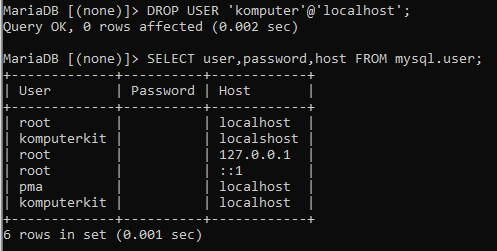 MariaDB [(none)]> DROP USER 'komputer'@'localhost';
Query OK, 0 rows affected (0.002 sec)
MariaDB [(none)]> SELECT user,password,host FROM mysql.user;
+-------------+----------+------------+
| User | Password | Host |
+-------------+----------+------------+
| root | | localhost |
| komputerkit | | localshost |
| root | | 127.0.0.1 |
| root | | ::1 |
| pma | | localhost |
| komputerkit | | localhost |
+-------------+----------+------------+
6 rows in set (0.001 sec)